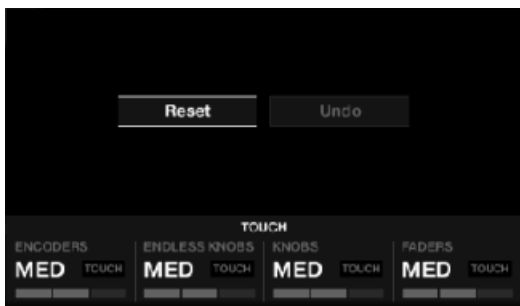 Reset Undo
TOUCH
ENCODERS ENDLESS KNOBS KNOBS FADERS
MED TOUCH MED TOUCH MED TOUCH MED TOUCH